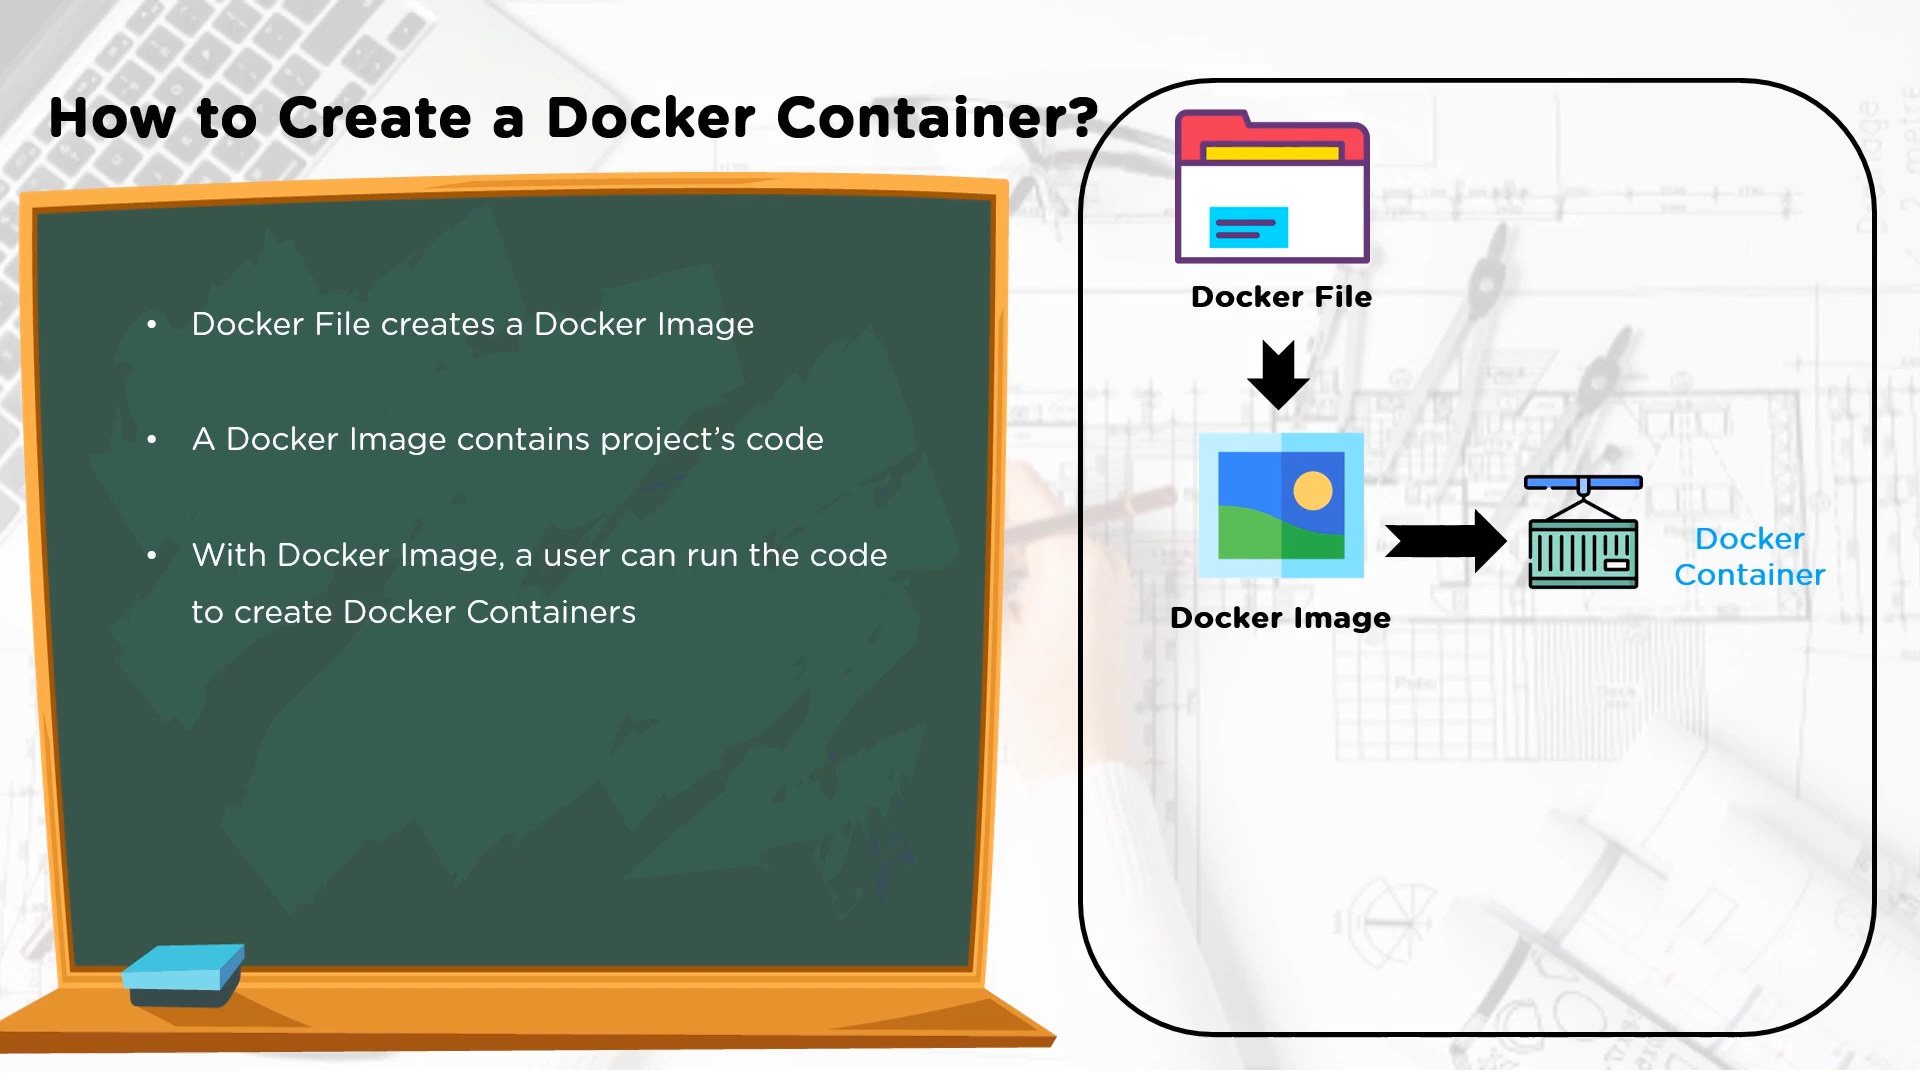 How to Create a Docker Container?
• Docker File creates a Docker Image
• A Docker Image contains project’s code
• With Docker Image, a user can run the code
to create Docker Containers
Docker File
Docker Image
Docker
Container